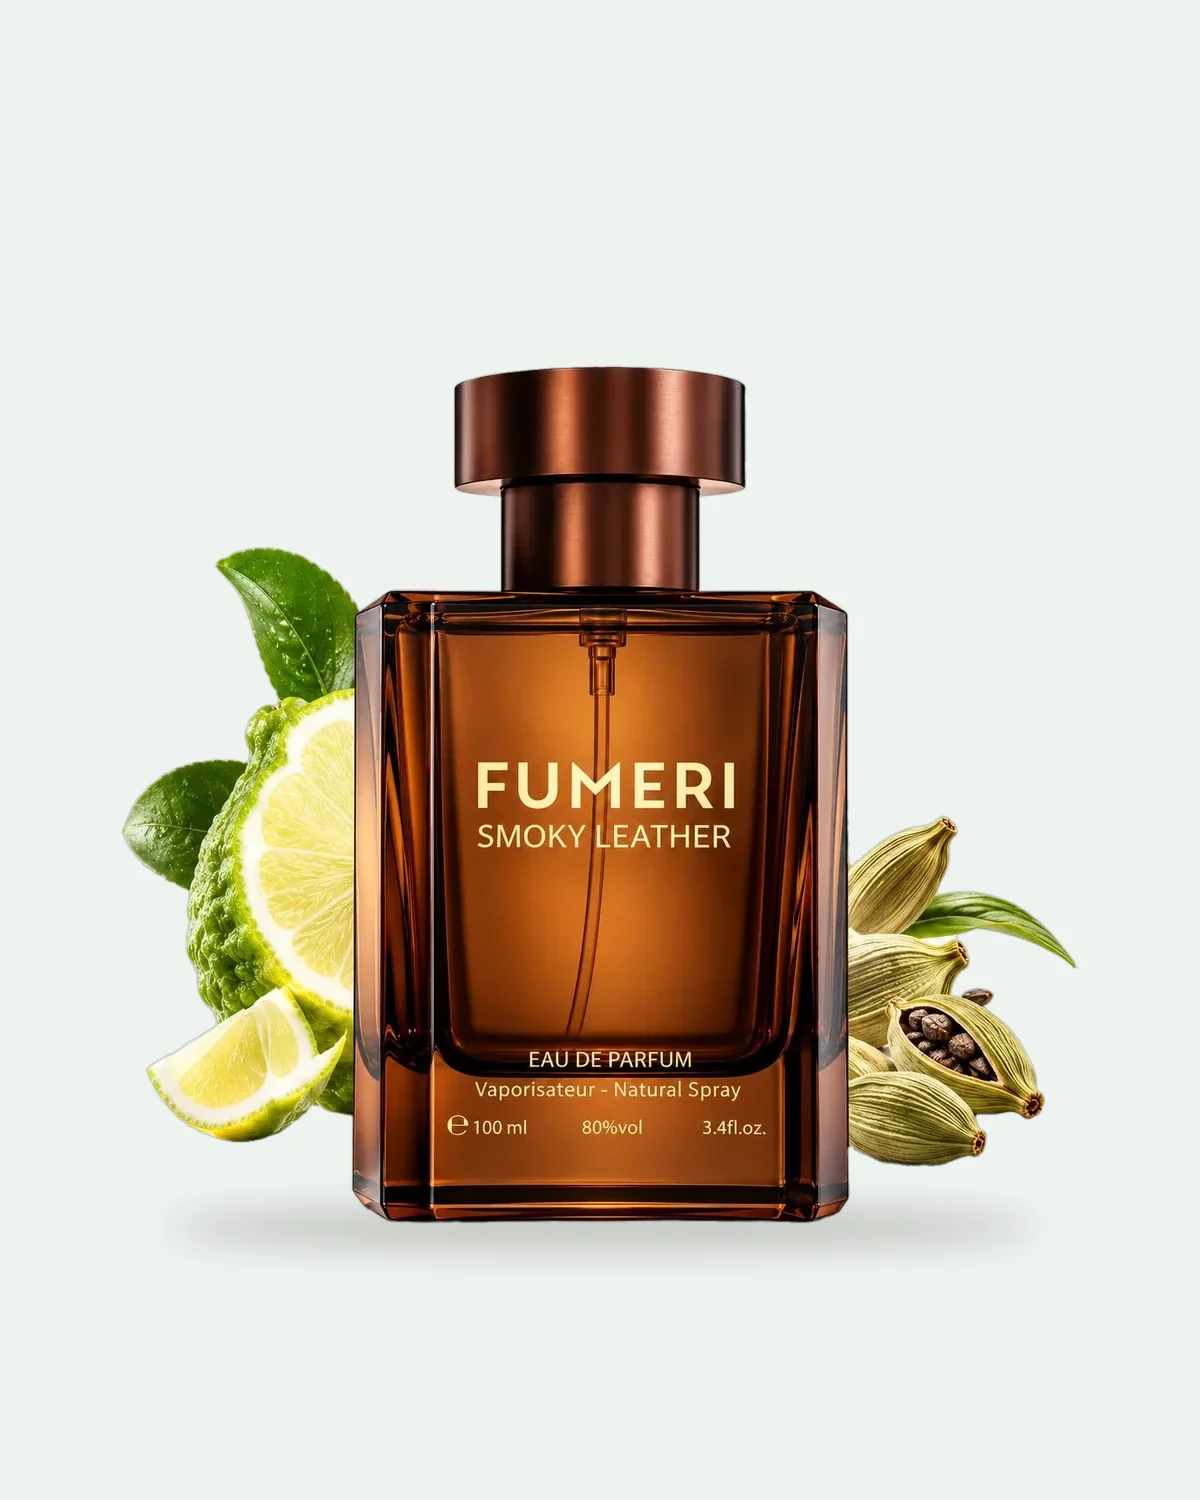 FUMERI
SMOKY LEATHER
EAU DE PARFUM
Vaporisateur - Natural Spray
℮ 100 ml 80%vol 3.4fl.oz.